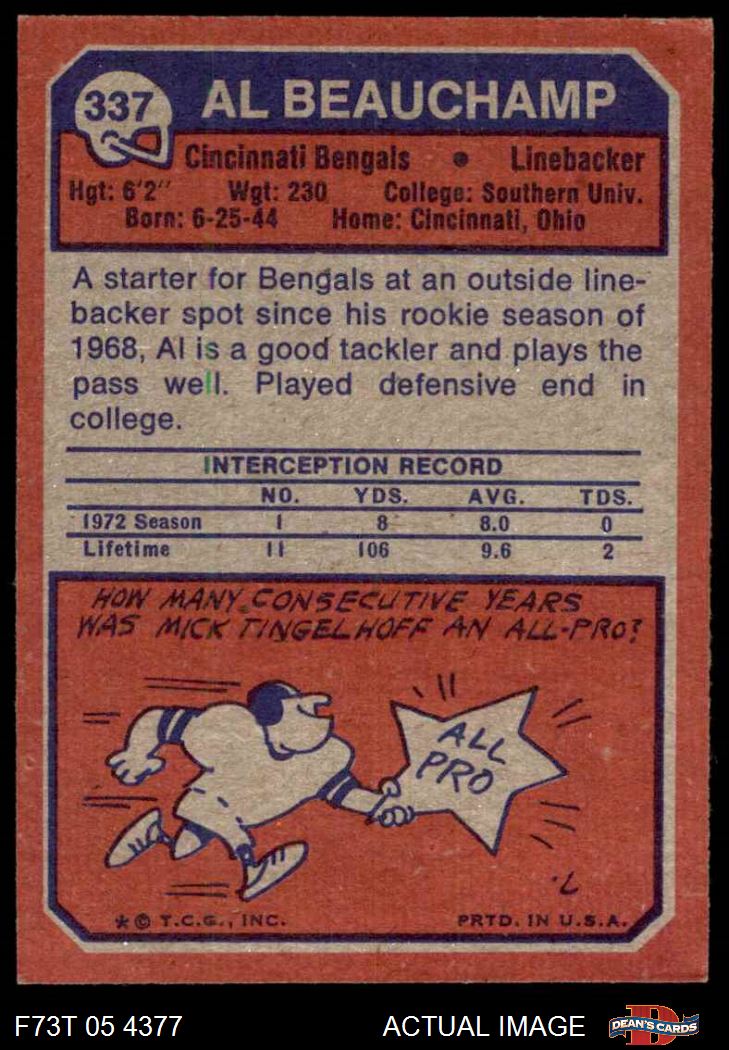 337
AL BEAUCHAMP
Cincinnati Bengals • Linebacker
Hgt: 6'2" Wgt: 230 College: Southern Univ.
Born: 6-25-44 Home: Cincinnati, Ohio
A starter for Bengals at an outside line-
backer spot since his rookie season of
1968, Al is a good tackler and plays the
pass well. Played defensive end in
college.
INTERCEPTION RECORD
NO. YDS. AVG. TDS.
1972 Season 1 8 8.0 0
Lifetime 11 106 9.6 2
HOW MANY CONSECUTIVE YEARS
WAS MICK TINGELHOFF AN ALL-PRO?
ALL
PRO
7.
* © T.C.G., INC. PRTD. IN U.S.A.
F73T 05 4377 ACTUAL IMAGE
D
DEAN'S CARDS